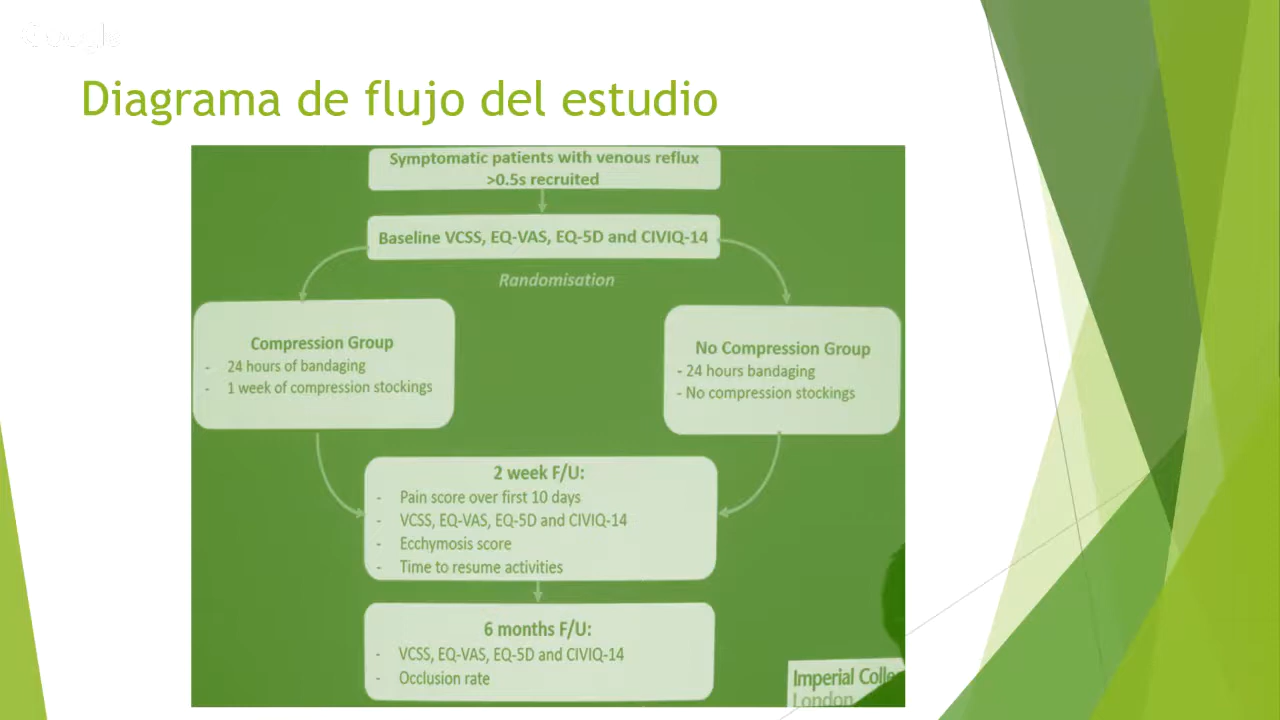 Google
Diagrama de flujo del estudio
Symptomatic patients with venous reflux
>0.5s recruited
Baseline VCSS, EQ-VAS, EQ-5D and CIVIQ-14
Randomisation
Compression Group
- 24 hours of bandaging
- 1 week of compression stockings
No Compression Group
- 24 hours bandaging
- No compression stockings
2 week F/U:
- Pain score over first 10 days
- VCSS, EQ-VAS, EQ-5D and CIVIQ-14
- Ecchymosis score
- Time to resume activities
6 months F/U:
- VCSS, EQ-VAS, EQ-5D and CIVIQ-14
- Occlusion rate
Imperial Colle
London